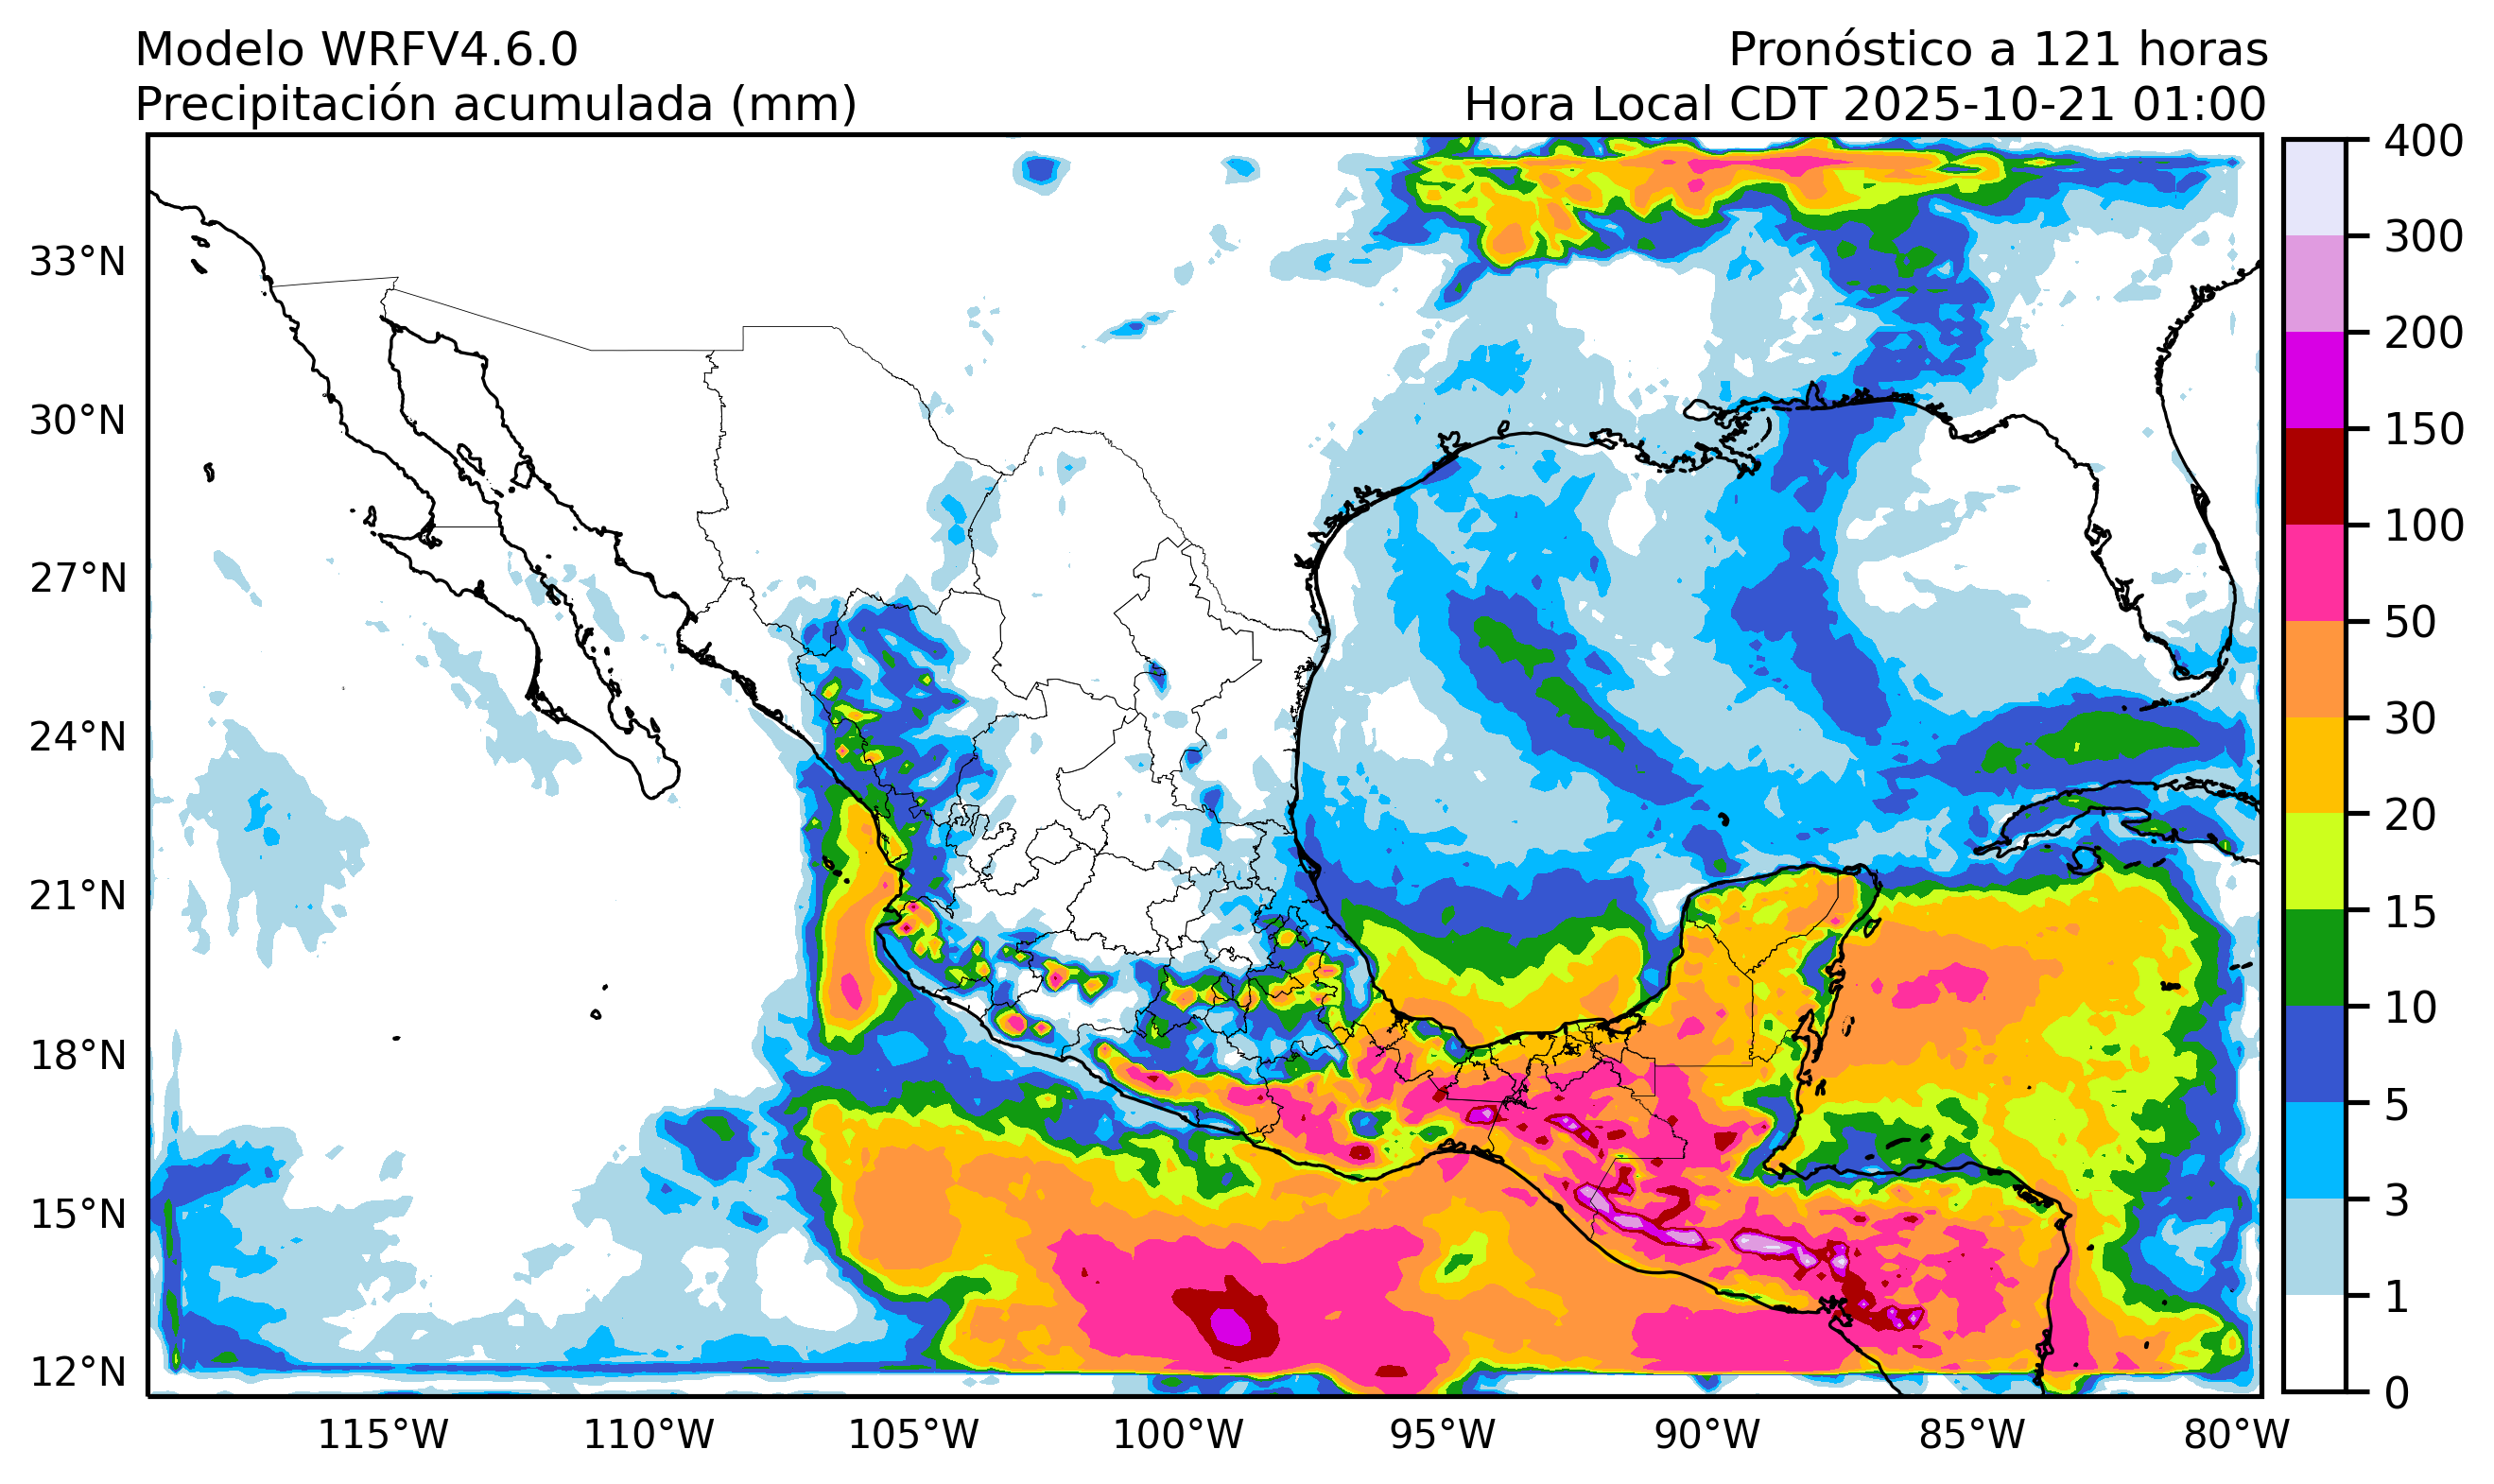 Modelo WRFV4.6.0
Pronóstico a 121 horas
Precipitación acumulada (mm)
Hora Local CDT 2025-10-21 01:00
33°N
30°N
27°N
24°N
21°N
18°N
15°N
12°N
115°W
110°W
105°W
100°W
95°W
90°W
85°W
80°W
400
300
200
150
100
50
30
20
15
10
5
3
1
0